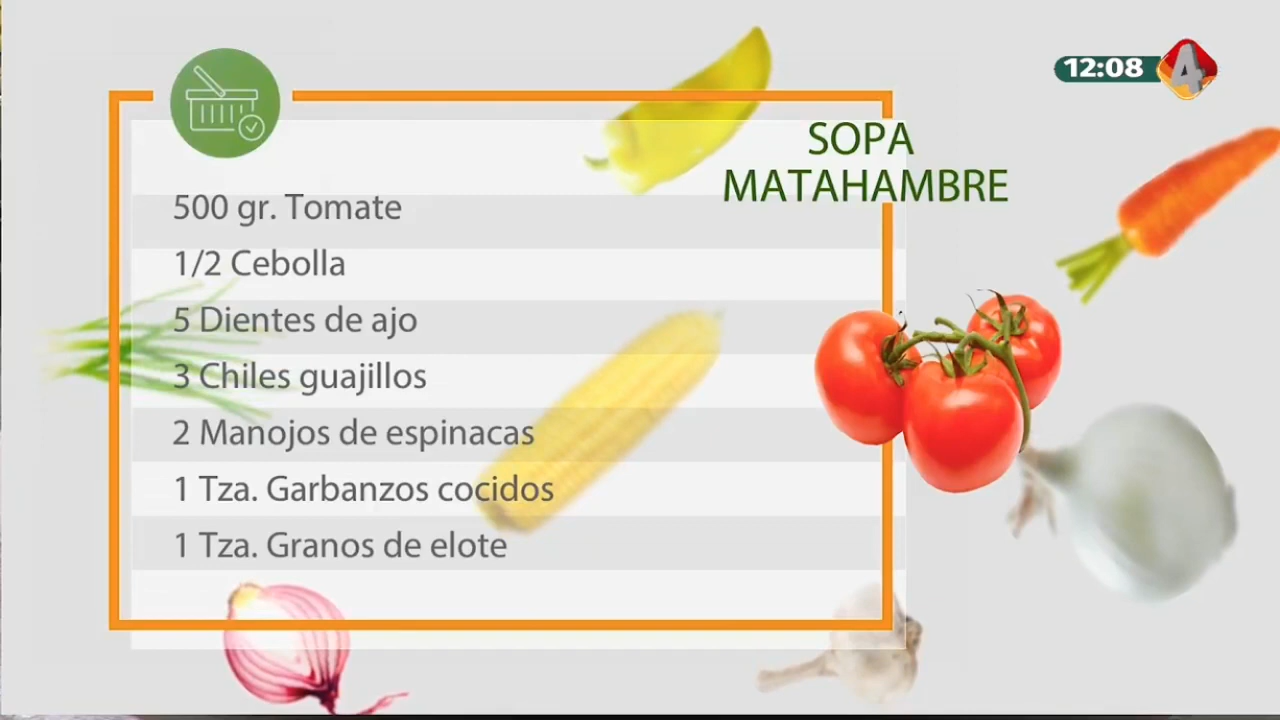 12:08 4
SOPA
MATAHAMBRE
500 gr. Tomate
1/2 Cebolla
5 Dientes de ajo
3 Chiles guajillos
2 Manojos de espinacas
1 Tza. Garbanzos cocidos
1 Tza. Granos de elote